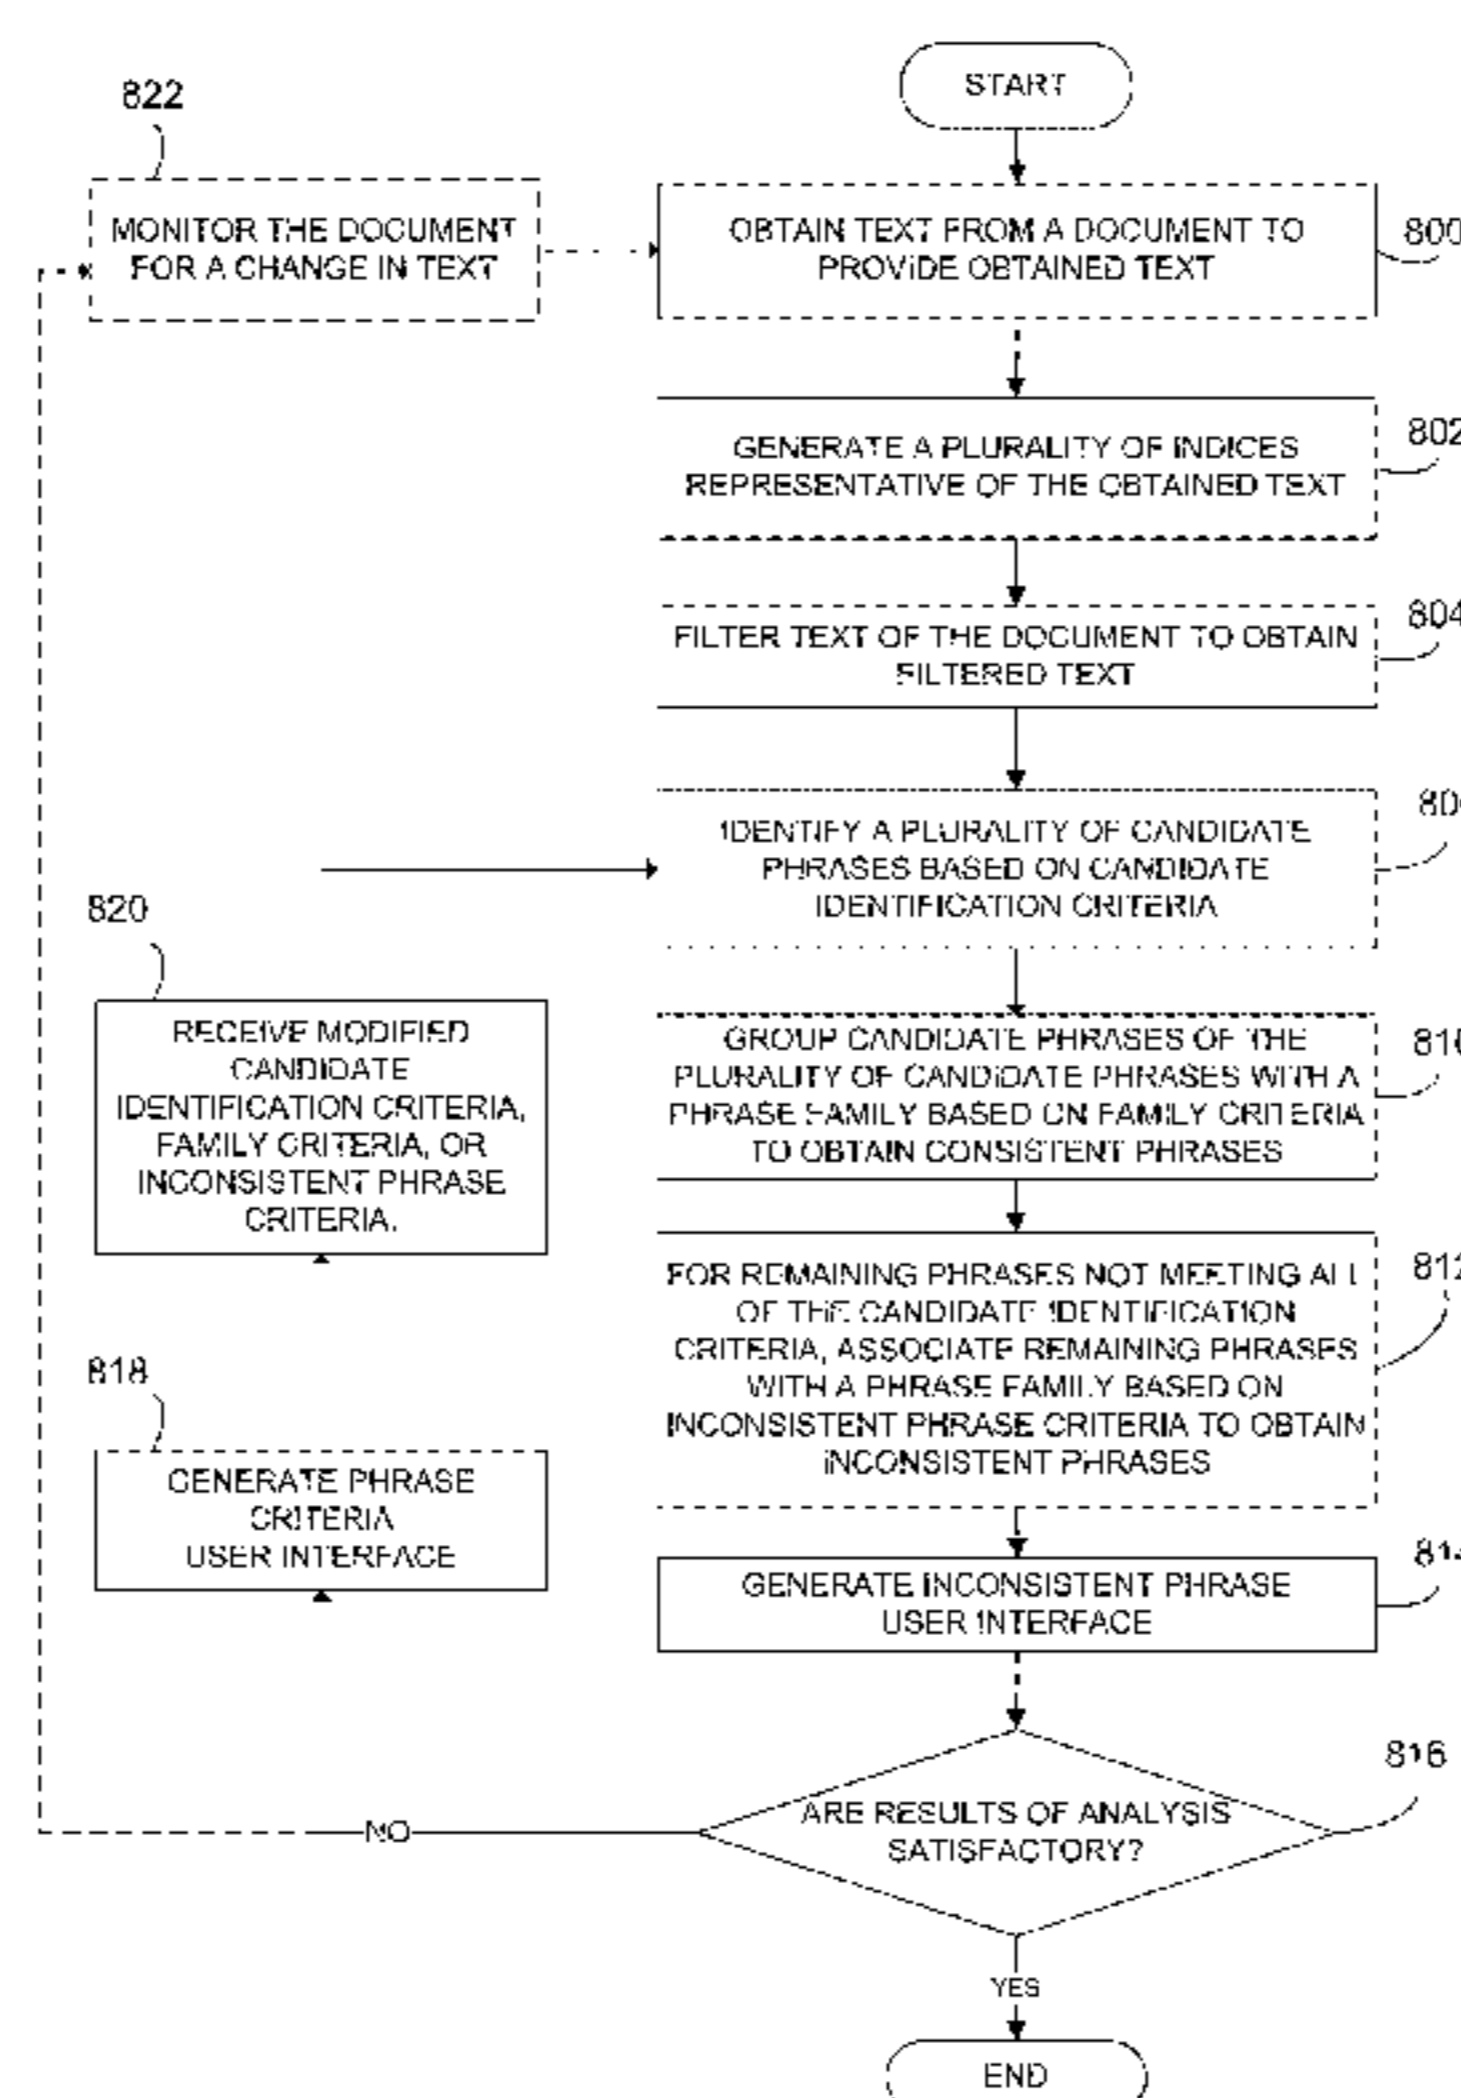 START
822
MONITOR THE DOCUMENT
FOR A CHANGE IN TEXT
OBTAIN TEXT FROM A DOCUMENT TO
PROVIDE OBTAINED TEXT
800
GENERATE A PLURALITY OF INDICES
REPRESENTATIVE OF THE OBTAINED TEXT
802
FILTER TEXT OF THE DOCUMENT TO OBTAIN
FILTERED TEXT
804
IDENTIFY A PLURALITY OF CANDIDATE
PHRASES BASED ON CANDIDATE
IDENTIFICATION CRITERIA
820
RECEIVE MODIFIED
CANDIDATE
IDENTIFICATION CRITERIA,
FAMILY CRITERIA, OR
INCONSISTENT PHRASE
CRITERIA.
GROUP CANDIDATE PHRASES OF THE
PLURALITY OF CANDIDATE PHRASES WITH A
PHRASE FAMILY BASED ON FAMILY CRITERIA
TO OBTAIN CONSISTENT PHRASES
810
FOR REMAINING PHRASES NOT MEETING ALL
OF THE CANDIDATE IDENTIFICATION
CRITERIA, ASSOCIATE REMAINING PHRASES
WITH A PHRASE FAMILY BASED ON
INCONSISTENT PHRASE CRITERIA TO OBTAIN
INCONSISTENT PHRASES
812
818
GENERATE PHRASE
CRITERIA
USER INTERFACE
GENERATE INCONSISTENT PHRASE
USER INTERFACE
814
ARE RESULTS OF ANALYSIS
SATISFACTORY?
816
NO
YES
END